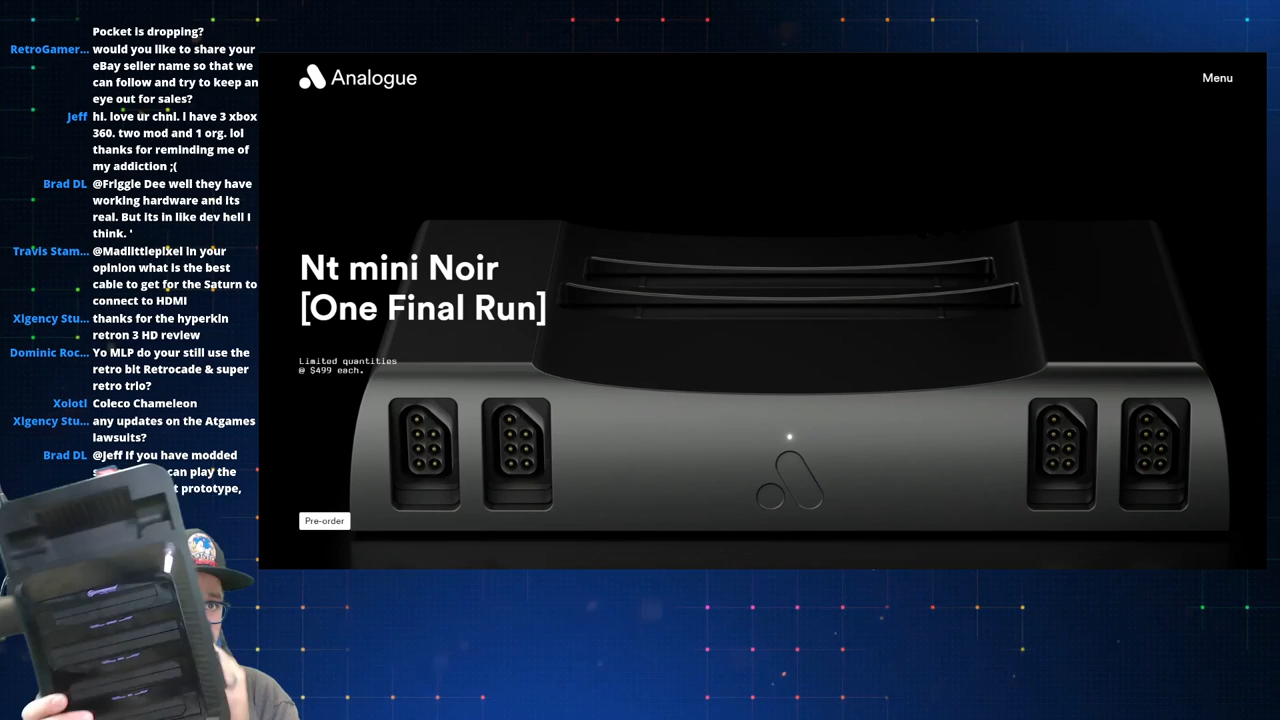 Pocket is dropping?
RetroGamer... would you like to share your
eBay seller name so that we
can follow and try to keep an
eye out for sales?
Jeff hi. love ur chnl. i have 3 xbox
360. two mod and 1 org. lol
thanks for reminding me of
my addiction ;(
Brad DL @Friggle Dee well they have
working hardware and its
real. But its in like dev hell I
think. '
Travis Stam... @Madlittlepixel in your
opinion what is the best
cable to get for the Saturn to
connect to HDMI
Xigency Stu... thanks for the hyperkin
retron 3 HD review
Dominic Roc... Yo MLP do your still use the
retro bit Retrocade & super
retro trio?
Xolotl Coleco Chameleon
Xigency Stu... any updates on the Atgames
lawsuits?
Brad DL @Jeff If you have modded
can play the
prototype,
Analogue
Menu
Nt mini Noir
[One Final Run]
Limited quantities
@ $499 each.
Pre-order